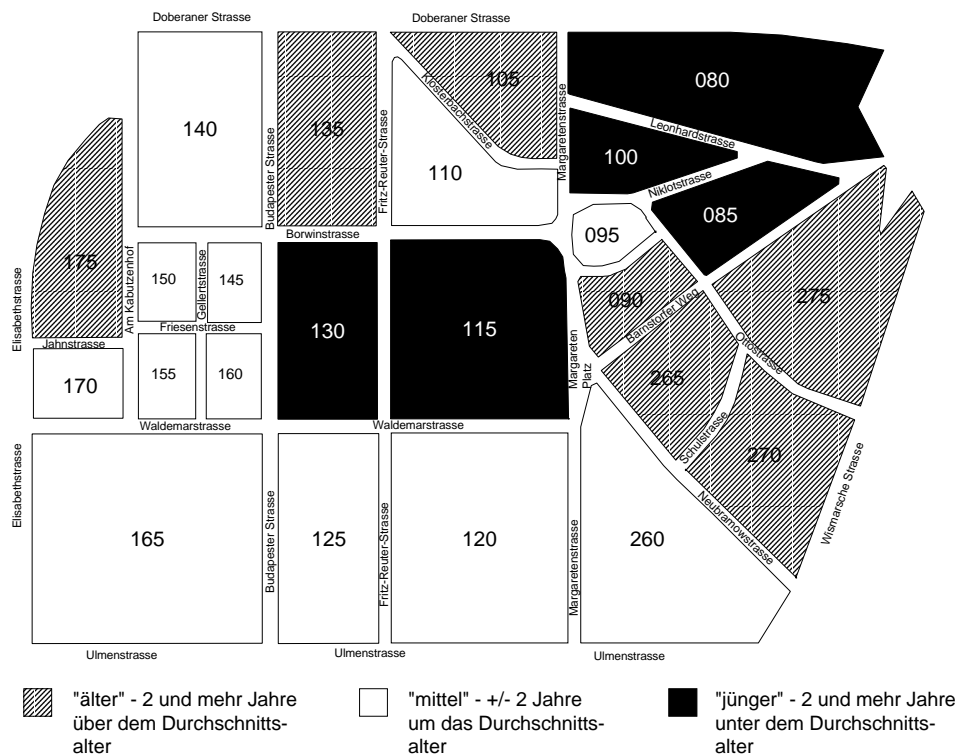 Doberaner Strasse
Doberaner Strasse
080
105
Klosterbachstrasse
140
135
Leonhardstrasse
Margaretenstrasse
100
110
Fritz-Reuter-Strasse
Budapester Strasse
Niklotstrasse
085
Borwinstrasse
095
175
Am Kabutzenhof
150
Gellertstrasse
145
Elisabethstrasse
090
Barnstorfer Weg
275
Friesenstrasse
130
115
Jahnstrasse
Margareten
Platz
Ottostrasse
170
155
160
265
Waldemarstrasse
Waldemarstrasse
Schulstrasse
270
Elisabethstrasse
Wismarsche Strasse
Neubramowstrasse
165
Budapester Strasse
125
Fritz-Reuter-Strasse
120
Margaretenstrasse
260
Ulmenstrasse
Ulmenstrasse
Ulmenstrasse
"älter" - 2 und mehr Jahre
über dem Durchschnitts-
alter
"mittel" - +/- 2 Jahre
um das Durchschnitts-
alter
"jünger" - 2 und mehr Jahre
unter dem Durchschnitts-
alter